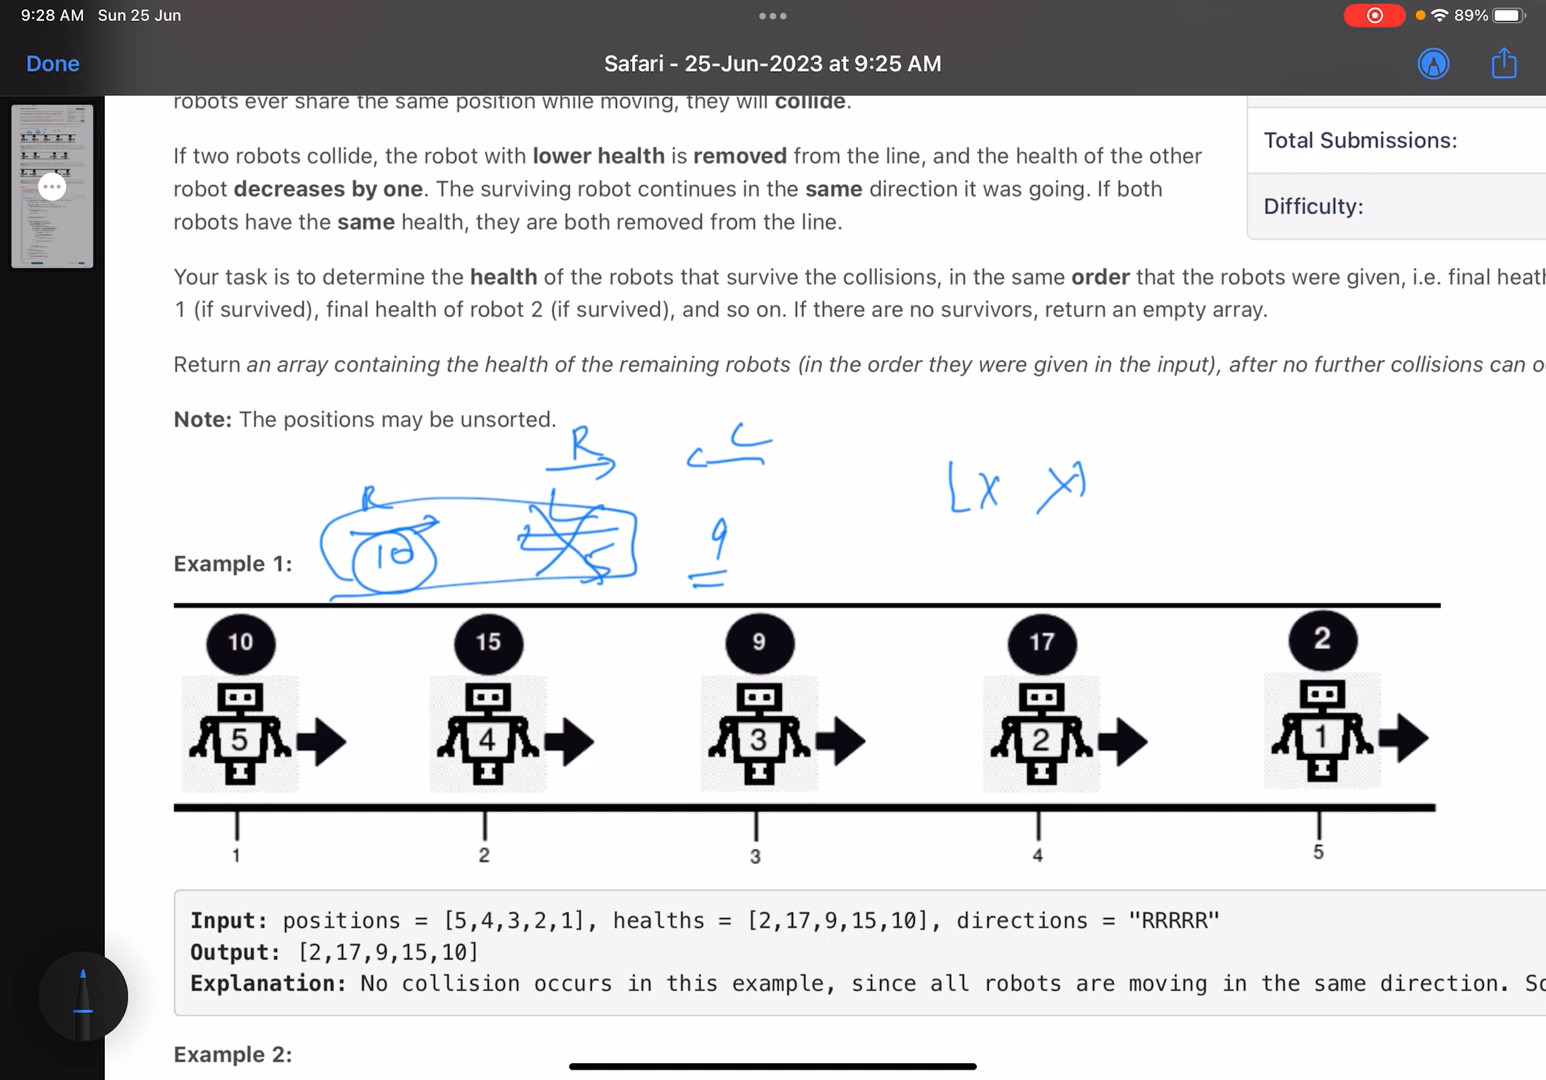 9:28 AM Sun 25 Jun
89%
Done
Safari - 25-Jun-2023 at 9:25 AM
robots ever share the same position while moving, they will collide.
Total Submissions:
If two robots collide, the robot with lower health is removed from the line, and the health of the other
robot decreases by one. The surviving robot continues in the same direction it was going. If both
robots have the same health, they are both removed from the line.
Difficulty:
Your task is to determine the health of the robots that survive the collisions, in the same order that the robots were given, i.e. final heath
1 (if survived), final health of robot 2 (if survived), and so on. If there are no survivors, return an empty array.
Return an array containing the health of the remaining robots (in the order they were given in the input), after no further collisions can
Note: The positions may be unsorted.
R L
[X X]
R L
10 5 9
Example 1:
10 15 9 17 2
5 4 3 2 1
1 2 3 4 5
Input: positions = [5,4,3,2,1], healths = [2,17,9,15,10], directions = "RRRRR"
Output: [2,17,9,15,10]
Explanation: No collision occurs in this example, since all robots are moving in the same direction. So
Example 2: